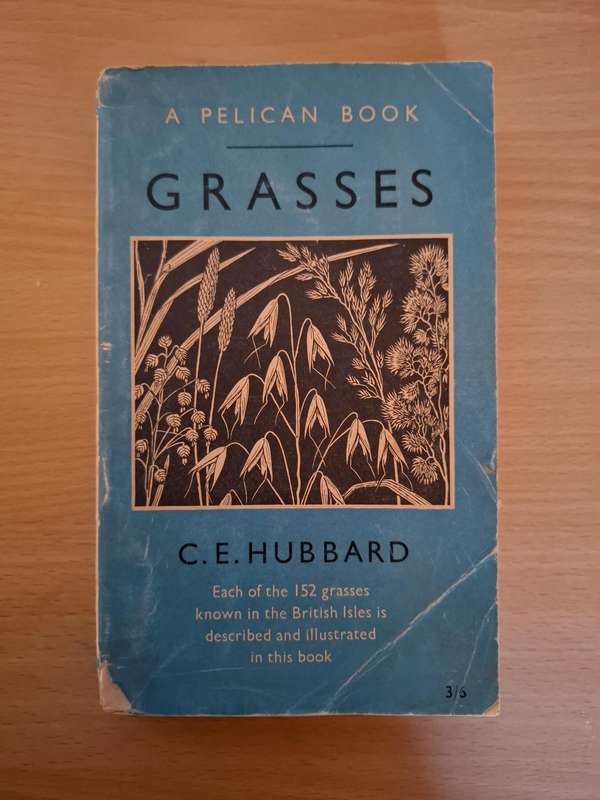 A PELICAN BOOK
GRASSES
C. E. HUBBARD
Each of the 152 grasses
known in the British Isles is
described and illustrated
in this book
3/6